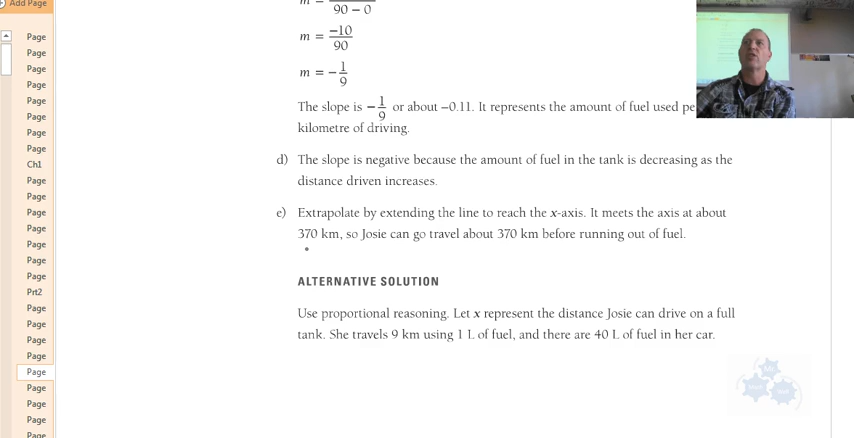 Add Page
Page
Page
Page
Page
Page
Page
Page
Page
Ch1
Page
Page
Page
Page
Page
Page
Page
Prt2
Page
Page
Page
Page
Page
Page
Page
Page
Page
m =
90 – 0
m = –10
90
m = – 1
9
The slope is – 1/9 or about –0.11. It represents the amount of fuel used
kilometre of driving.
d) The slope is negative because the amount of fuel in the tank is decreasing as the
distance driven increases.
e) Extrapolate by extending the line to reach the x-axis. It meets the axis at about
370 km, so Josie can go travel about 370 km before running out of fuel.
ALTERNATIVE SOLUTION
Use proportional reasoning. Let x represent the distance Josie can drive on a full
tank. She travels 9 km using 1 L of fuel, and there are 40 L of fuel in her car.